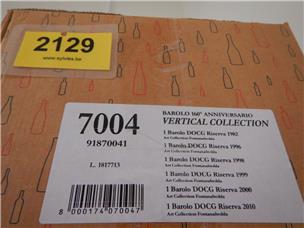 2129
www.sylvies.be
7004
91870041
L. 1817713
8 000174 070047
BAROLO 160° ANNIVERSARIO
VERTICAL COLLECTION
1 Barolo DOCG Riserva 1982
Art Collection Fontanafredda
1 Barolo DOCG Riserva 1996
Art Collection Fontanafredda
1 Barolo DOCG Riserva 1998
Art Collection Fontanafredda
1 Barolo DOCG Riserva 1999
Art Collection Fontanafredda
1 Barolo DOCG Riserva 2000
Art Collection Fontanafredda
1 Barolo DOCG Riserva 2010
Art Collection Fontanafredda